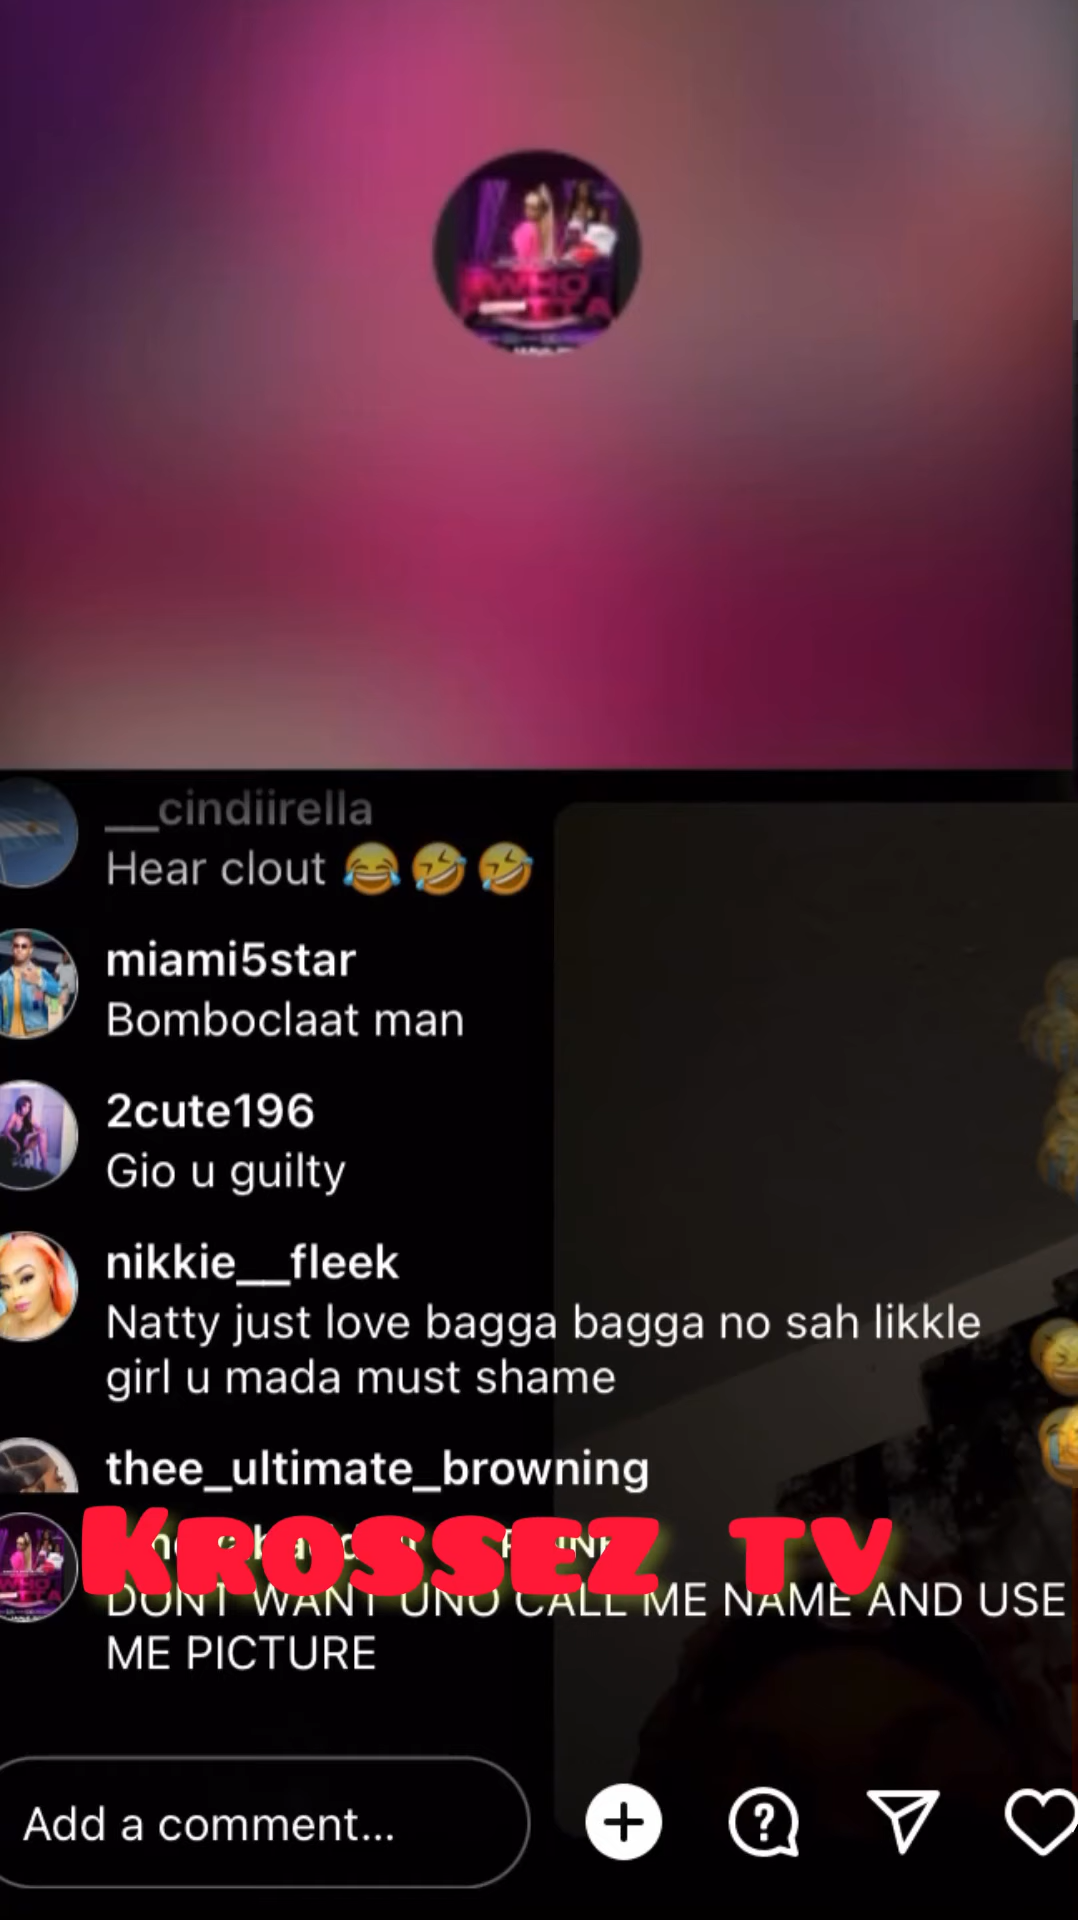 WHO
__cindiirella
Hear clout 😂🤣🤣
miami5star
Bomboclaat man
2cute196
Gio u guilty
nikkie__fleek
Natty just love bagga bagga no sah likkle
girl u mada must shame
thee_ultimate_browning
KROSSEZ TV
DONT WANT UNO CALL ME NAME AND USE
ME PICTURE
Add a comment...